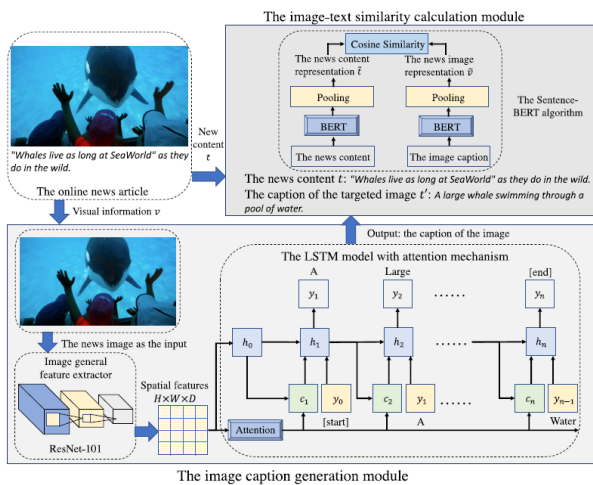 The image-text similarity calculation module
Cosine Similarity
The news content
representation t̄
The news image
representation v̄
Pooling
Pooling
BERT
BERT
The news content
The image caption
The Sentence-
BERT algorithm
The news content t: "Whales live as long at SeaWorld" as they do in the wild.
The caption of the targeted image t′: A large whale swimming through a
pool of water.
"Whales live as long at SeaWorld" as they
do in the wild.
The online news article
New
content
t
Visual information v
Output: the caption of the image
The news image as the input
Image general
feature extractor
ResNet-101
Spatial features
H×W×D
The LSTM model with attention mechanism
A
Large
[end]
y₁
y₂
......
yₙ
h₀
h₁
h₂
......
hₙ
c₁
y₀
c₂
y₁
......
cₙ
yₙ₋₁
Attention
[start]
A
Water
The image caption generation module